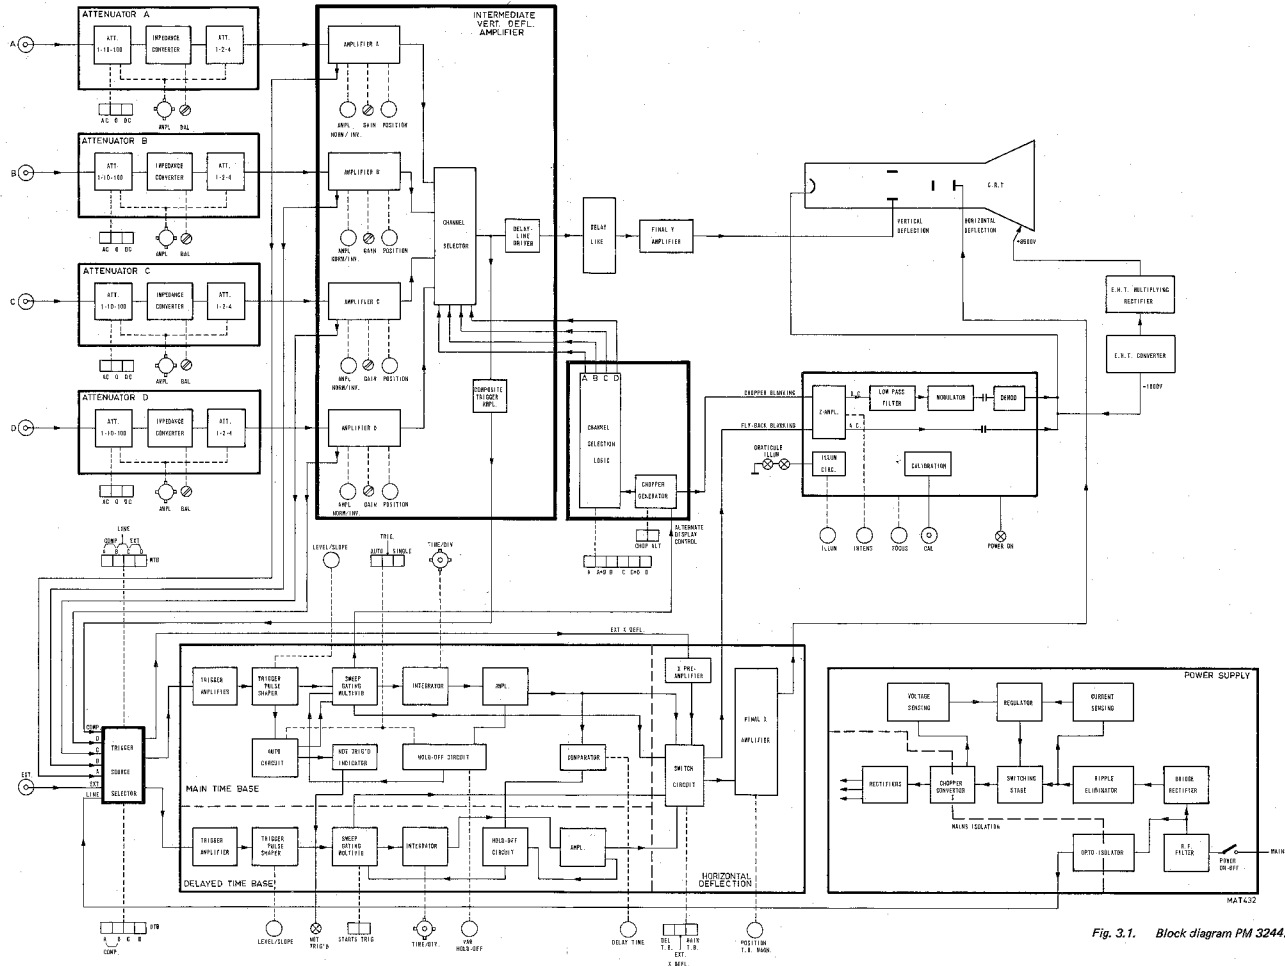 ATTENUATOR A
A
ATT.
1-10-100
IMPEDANCE
CONVERTER
ATT.
1-2-4
AC 0 DC
AMPL
BAL
ATTENUATOR B
B
ATT.
1-10-100
IMPEDANCE
CONVERTER
ATT.
1-2-4
AC 0 DC
AMPL
BAL
ATTENUATOR C
C
ATT.
1-10-100
IMPEDANCE
CONVERTER
ATT.
1-2-4
AC 0 DC
AMPL
BAL
ATTENUATOR D
D
ATT.
1-10-100
IMPEDANCE
CONVERTER
ATT.
1-2-4
AC 0 DC
AMPL
BAL
INTERMEDIATE
VERT. DEFL.
AMPLIFIER
AMPLIFIER A
AMPL
NORM/INV.
GAIN
POSITION
AMPLIFIER B
AMPL
NORM/INV.
GAIN
POSITION
AMPLIFIER C
AMPL
NORM/INV.
GAIN
POSITION
AMPLIFIER D
AMPL
NORM/INV.
GAIN
POSITION
CHANNEL
SELECTOR
COMPOSITE
TRIGGER
AMPL.
DELAY-
LINE
DRIVER
DELAY
LINE
FINAL Y
AMPLIFIER
C.R.T
VERTICAL
DEFLECTION
HORIZONTAL
DEFLECTION
+8500V
E.H.T. MULTIPLYING
RECTIFIER
E.H.T. CONVERTER
-1000V
A B C D
CHANNEL
SELECTION
LOGIC
CHOPPER
GENERATOR
CHOP ALT
ALTERNATE
DISPLAY
CONTROL
A A+B B C C+D D
CHOPPER BLANKING
FLY-BACK BLANKING
Z-AMPL.
D.C.
A.C.
LOW PASS
FILTER
MODULATOR
DEMOD
GRATICULE
ILLUM
ILLUM
CIRC.
CALIBRATION
ILLUM
INTENS
FOCUS
CAL
POWER ON
LINE
COMP
EXT
A B C D
MTB
LEVEL/SLOPE
TRIG.
AUTO SINGLE
TIME/DIV
EXT X DEFL.
TRIGGER
AMPLIFIER
TRIGGER
PULSE
SHAPER
SWEEP
GATING
MULTIVIB
INTEGRATOR
AMPL.
X PRE-
AMPLIFIER
FINAL X
AMPLIFIER
AUTO
CIRCUIT
NOT TRIG'D
INDICATOR
HOLD-OFF CIRCUIT
COMPARATOR
SWITCH
CIRCUIT
MAIN TIME BASE
COMP.
D
C
B
A
EXT
LINE
EXT.
TRIGGER
SOURCE
SELECTOR
TRIGGER
AMPLIFIER
TRIGGER
PULSE
SHAPER
SWEEP
GATING
MULTIVIB
INTEGRATOR
HOLD-OFF
CIRCUIT
AMPL.
DELAYED TIME BASE
HORIZONTAL
DEFLECTION
DTB
COMP.
LEVEL/SLOPE
NOT
TRIG'D
STARTS TRIG
TIME/DIV.
VAR
HOLD-OFF
DELAY TIME
DEL
T.B.
MAIN
T.B.
EXT.
X DEFL.
POSITION
T.B. MAGN.
POWER SUPPLY
VOLTAGE
SENSING
REGULATOR
CURRENT
SENSING
RECTIFIERS
CHOPPER
CONVERTOR
SWITCHING
STAGE
RIPPLE
ELIMINATOR
BRIDGE
RECTIFIER
MAINS ISOLATION
OPTO-ISOLATOR
R.F.
FILTER
POWER
ON-OFF
MAIN
MAT432
Fig. 3.1. Block diagram PM 3244.